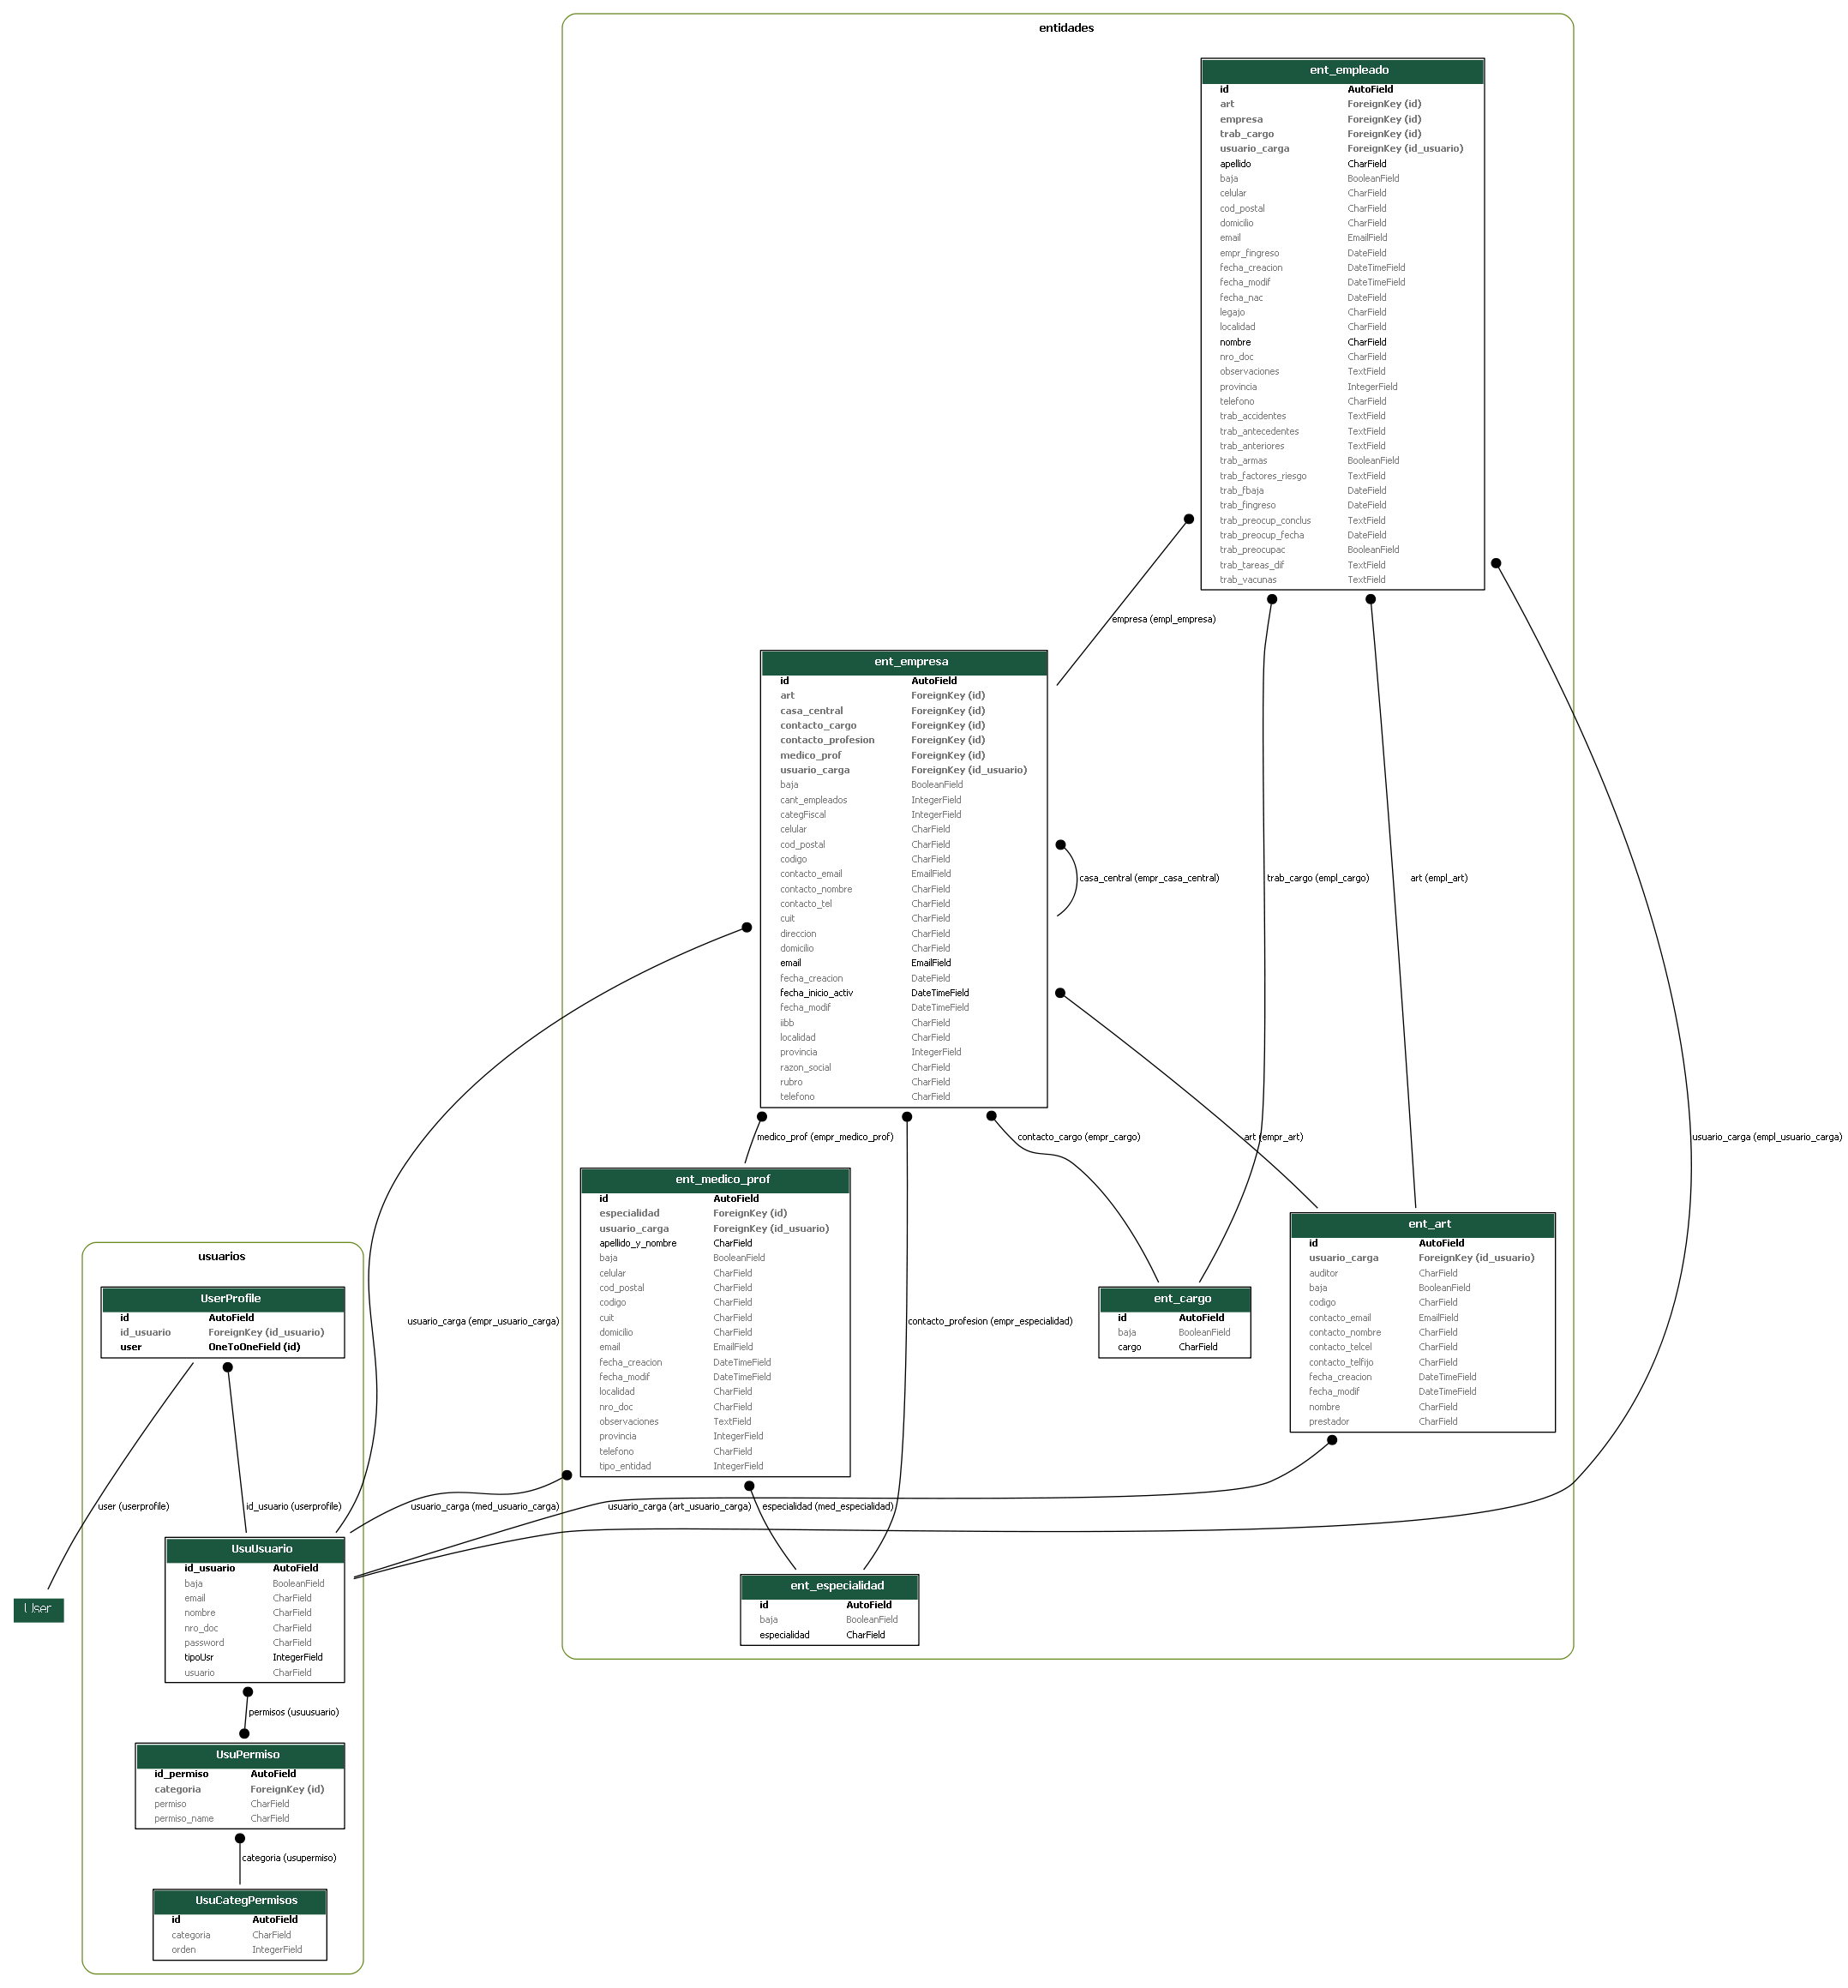 entidades
ent_empleado
id AutoField
art ForeignKey (id)
empresa ForeignKey (id)
trab_cargo ForeignKey (id)
usuario_carga ForeignKey (id_usuario)
apellido CharField
baja BooleanField
celular CharField
cod_postal CharField
domicilio CharField
email EmailField
empr_fingreso DateField
fecha_creacion DateTimeField
fecha_modif DateTimeField
fecha_nac DateField
legajo CharField
localidad CharField
nombre CharField
nro_doc CharField
observaciones TextField
provincia IntegerField
telefono CharField
trab_accidentes TextField
trab_antecedentes TextField
trab_anteriores TextField
trab_armas BooleanField
trab_factores_riesgo TextField
trab_fbaja DateField
trab_fingreso DateField
trab_preocup_conclus TextField
trab_preocup_fecha DateField
trab_preocupac BooleanField
trab_tareas_dif TextField
trab_vacunas TextField
empresa (empl_empresa)
ent_empresa
id AutoField
art ForeignKey (id)
casa_central ForeignKey (id)
contacto_cargo ForeignKey (id)
contacto_profesion ForeignKey (id)
medico_prof ForeignKey (id)
usuario_carga ForeignKey (id_usuario)
baja BooleanField
cant_empleados IntegerField
categFiscal IntegerField
celular CharField
cod_postal CharField
codigo CharField
contacto_email EmailField
contacto_nombre CharField
contacto_tel CharField
cuit CharField
direccion CharField
domicilio CharField
email EmailField
fecha_creacion DateField
fecha_inicio_activ DateTimeField
fecha_modif DateTimeField
iibb CharField
localidad CharField
provincia IntegerField
razon_social CharField
rubro CharField
telefono CharField
casa_central (empr_casa_central)
trab_cargo (empl_cargo)
art (empl_art)
medico_prof (empr_medico_prof)
contacto_cargo (empr_cargo)
art (empr_art)
usuario_carga (empl_usuario_carga)
ent_medico_prof
id AutoField
especialidad ForeignKey (id)
usuario_carga ForeignKey (id_usuario)
apellido_y_nombre CharField
baja BooleanField
celular CharField
cod_postal CharField
codigo CharField
cuit CharField
domicilio CharField
email EmailField
fecha_creacion DateTimeField
fecha_modif DateTimeField
localidad CharField
nro_doc CharField
observaciones TextField
provincia IntegerField
telefono CharField
tipo_entidad IntegerField
ent_art
id AutoField
usuario_carga ForeignKey (id_usuario)
auditor CharField
baja BooleanField
codigo CharField
contacto_email EmailField
contacto_nombre CharField
contacto_telcel CharField
contacto_telfijo CharField
fecha_creacion DateTimeField
fecha_modif DateTimeField
nombre CharField
prestador CharField
ent_cargo
id AutoField
baja BooleanField
cargo CharField
usuario_carga (empr_usuario_carga)
contacto_profesion (empr_especialidad)
usuarios
UserProfile
id AutoField
id_usuario ForeignKey (id_usuario)
user OneToOneField (id)
user (userprofile)
id_usuario (userprofile)
usuario_carga (med_usuario_carga)
usuario_carga (art_usuario_carga)
especialidad (med_especialidad)
UsuUsuario
id_usuario AutoField
baja BooleanField
email CharField
nombre CharField
nro_doc CharField
password CharField
tipoUsr IntegerField
usuario CharField
User
ent_especialidad
id AutoField
baja BooleanField
especialidad CharField
permisos (usuusuario)
UsuPermiso
id_permiso AutoField
categoria ForeignKey (id)
permiso CharField
permiso_name CharField
categoria (usupermiso)
UsuCategPermisos
id AutoField
categoria CharField
orden IntegerField